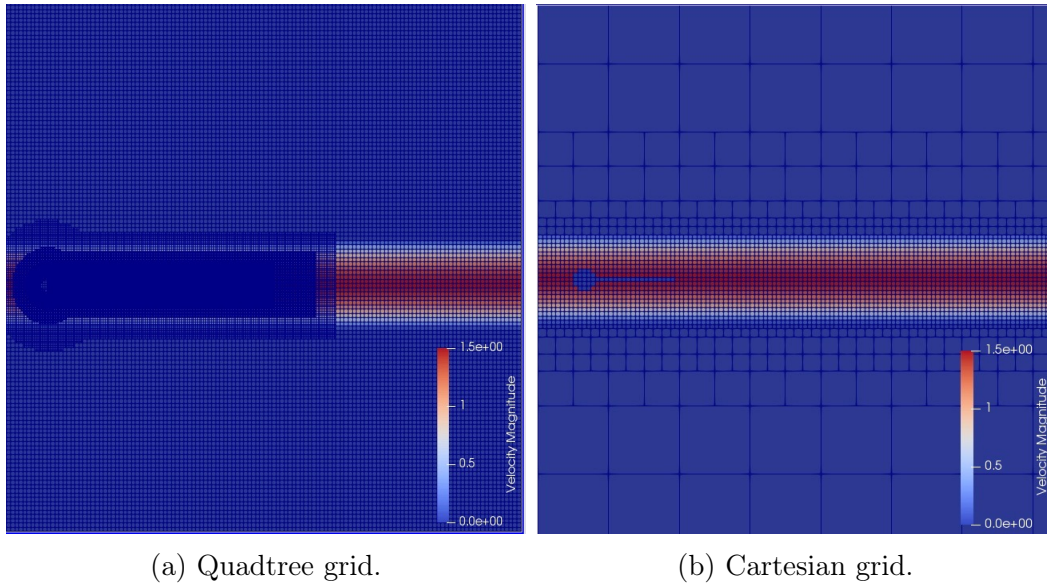 1.5e+00
1
0.5
0.0e+00
Velocity Magnitude
1.5e+00
1
0.5
0.0e+00
Velocity Magnitude
(a) Quadtree grid.
(b) Cartesian grid.